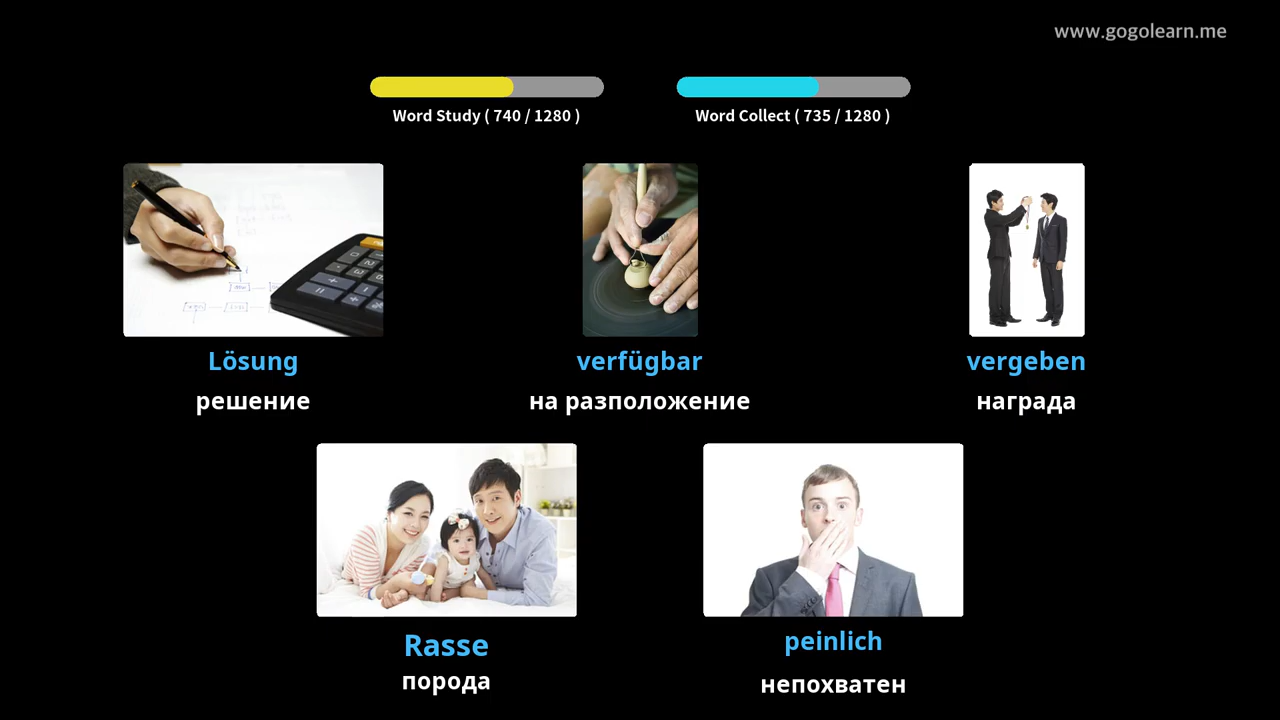 www.gogolearn.me
Word Study ( 740 / 1280 )
Word Collect ( 735 / 1280 )
Lösung
verfügbar
vergeben
решение
на разположение
награда
Rasse
peinlich
порода
непохватен